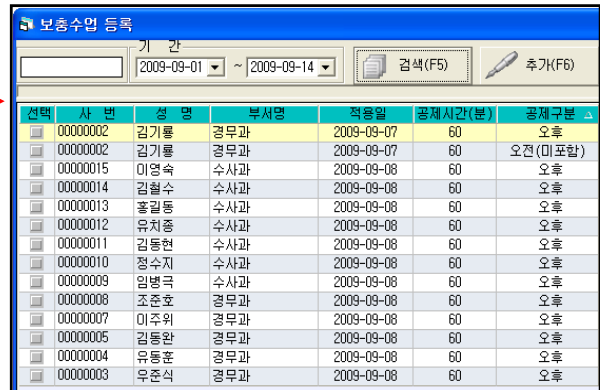 보충수업 등록
기 간
2009-09-01 ~ 2009-09-14 검색(F5) 추가(F6)
선택 사 번 성 명 부서명 적용일 공제시간(분) 공제구분
00000002 김기룡 경무과 2009-09-07 60 오후
00000002 김기룡 경무과 2009-09-07 60 오전(미포함)
00000015 이영숙 수사과 2009-09-08 60 오후
00000014 김철수 수사과 2009-09-08 60 오후
00000013 홍길동 수사과 2009-09-08 60 오후
00000012 유치종 수사과 2009-09-08 60 오후
00000011 김동현 수사과 2009-09-08 60 오후
00000010 정수지 수사과 2009-09-08 60 오후
00000009 임병극 수사과 2009-09-08 60 오후
00000008 조준호 경무과 2009-09-08 60 오후
00000007 이주위 경무과 2009-09-08 60 오후
00000005 김동완 경무과 2009-09-08 60 오후
00000004 유동훈 경무과 2009-09-08 60 오후
00000003 우준식 경무과 2009-09-08 60 오후